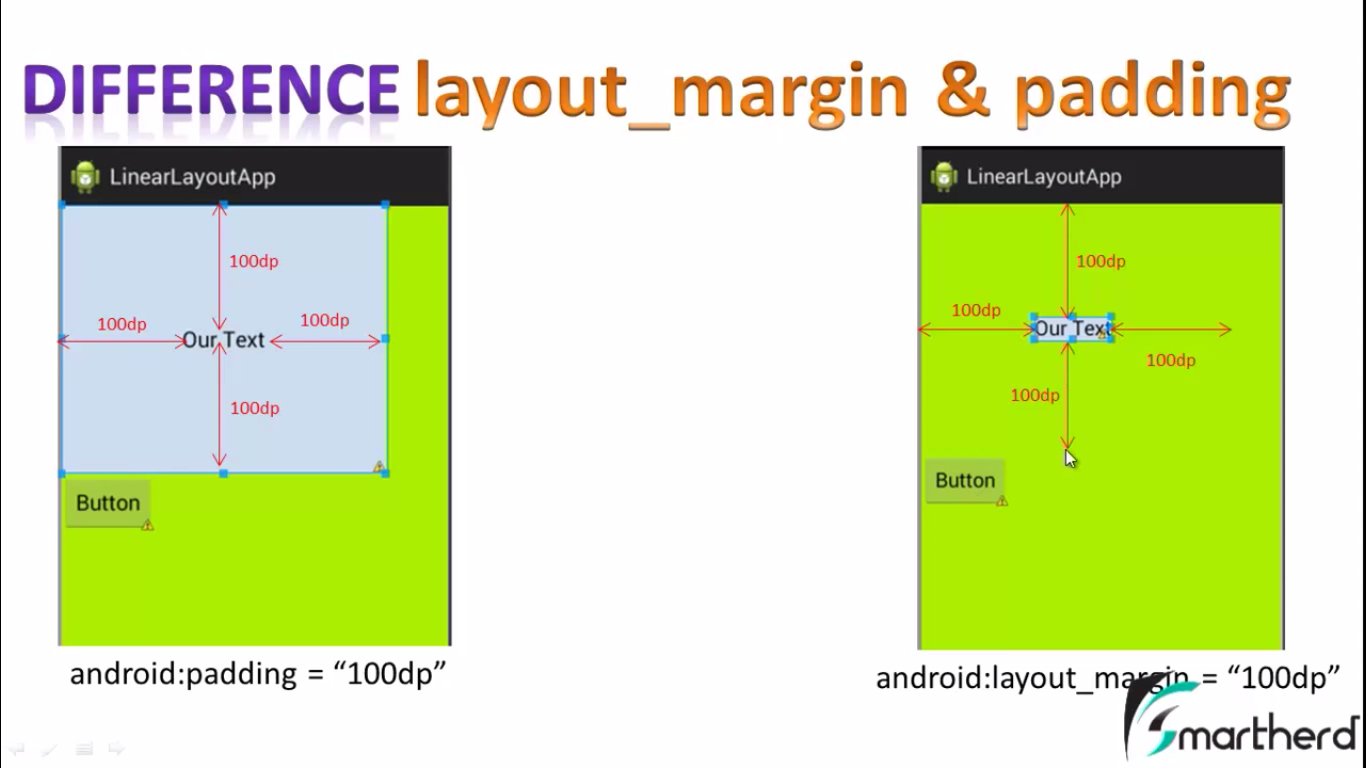 DIFFERENCE layout_margin & padding
LinearLayoutApp
100dp
100dp
100dp
Our Text
100dp
Button
android:padding = “100dp”
LinearLayoutApp
100dp
100dp
Our Text
100dp
100dp
Button
android:layout_margin = “100dp”
Smartherd